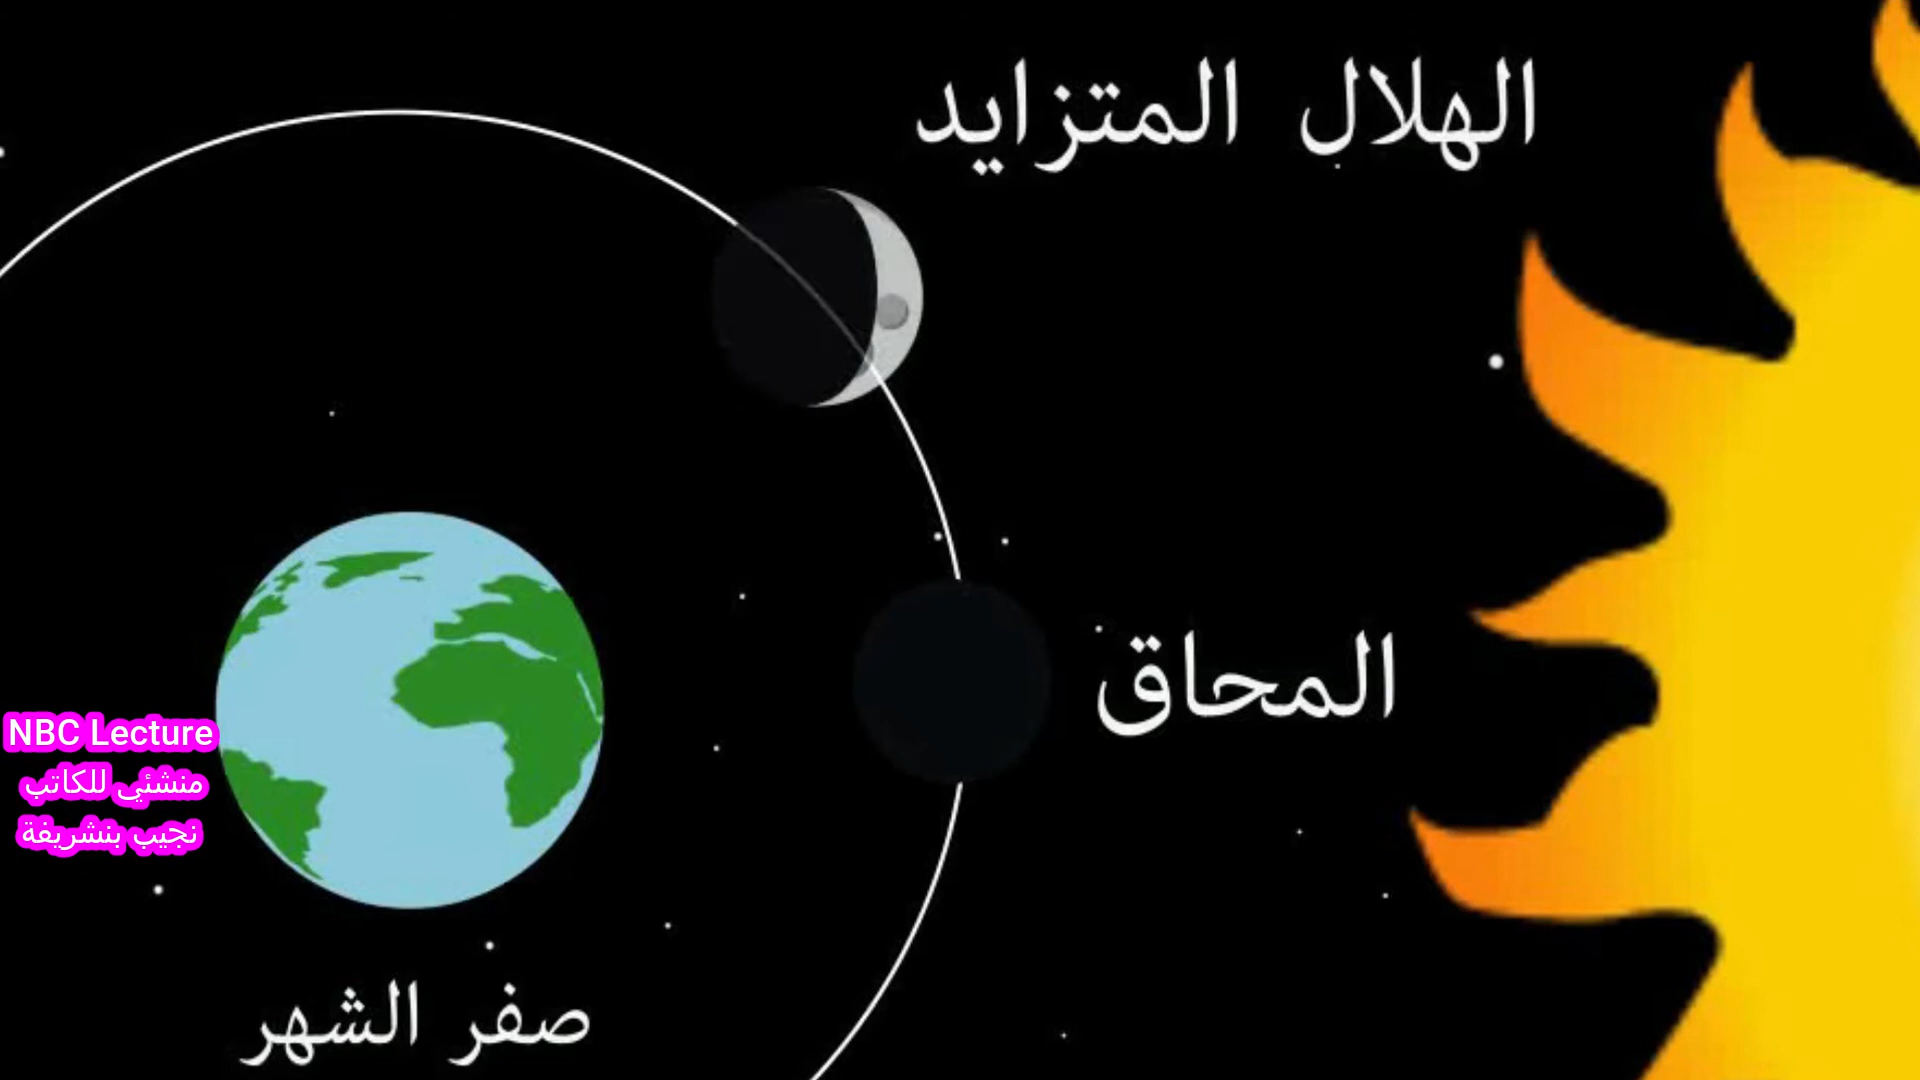 الهلال المتزايد
المحاق
NBC Lecture
منشئي للكاتب
نجيب بنشريفة
صفر الشهر